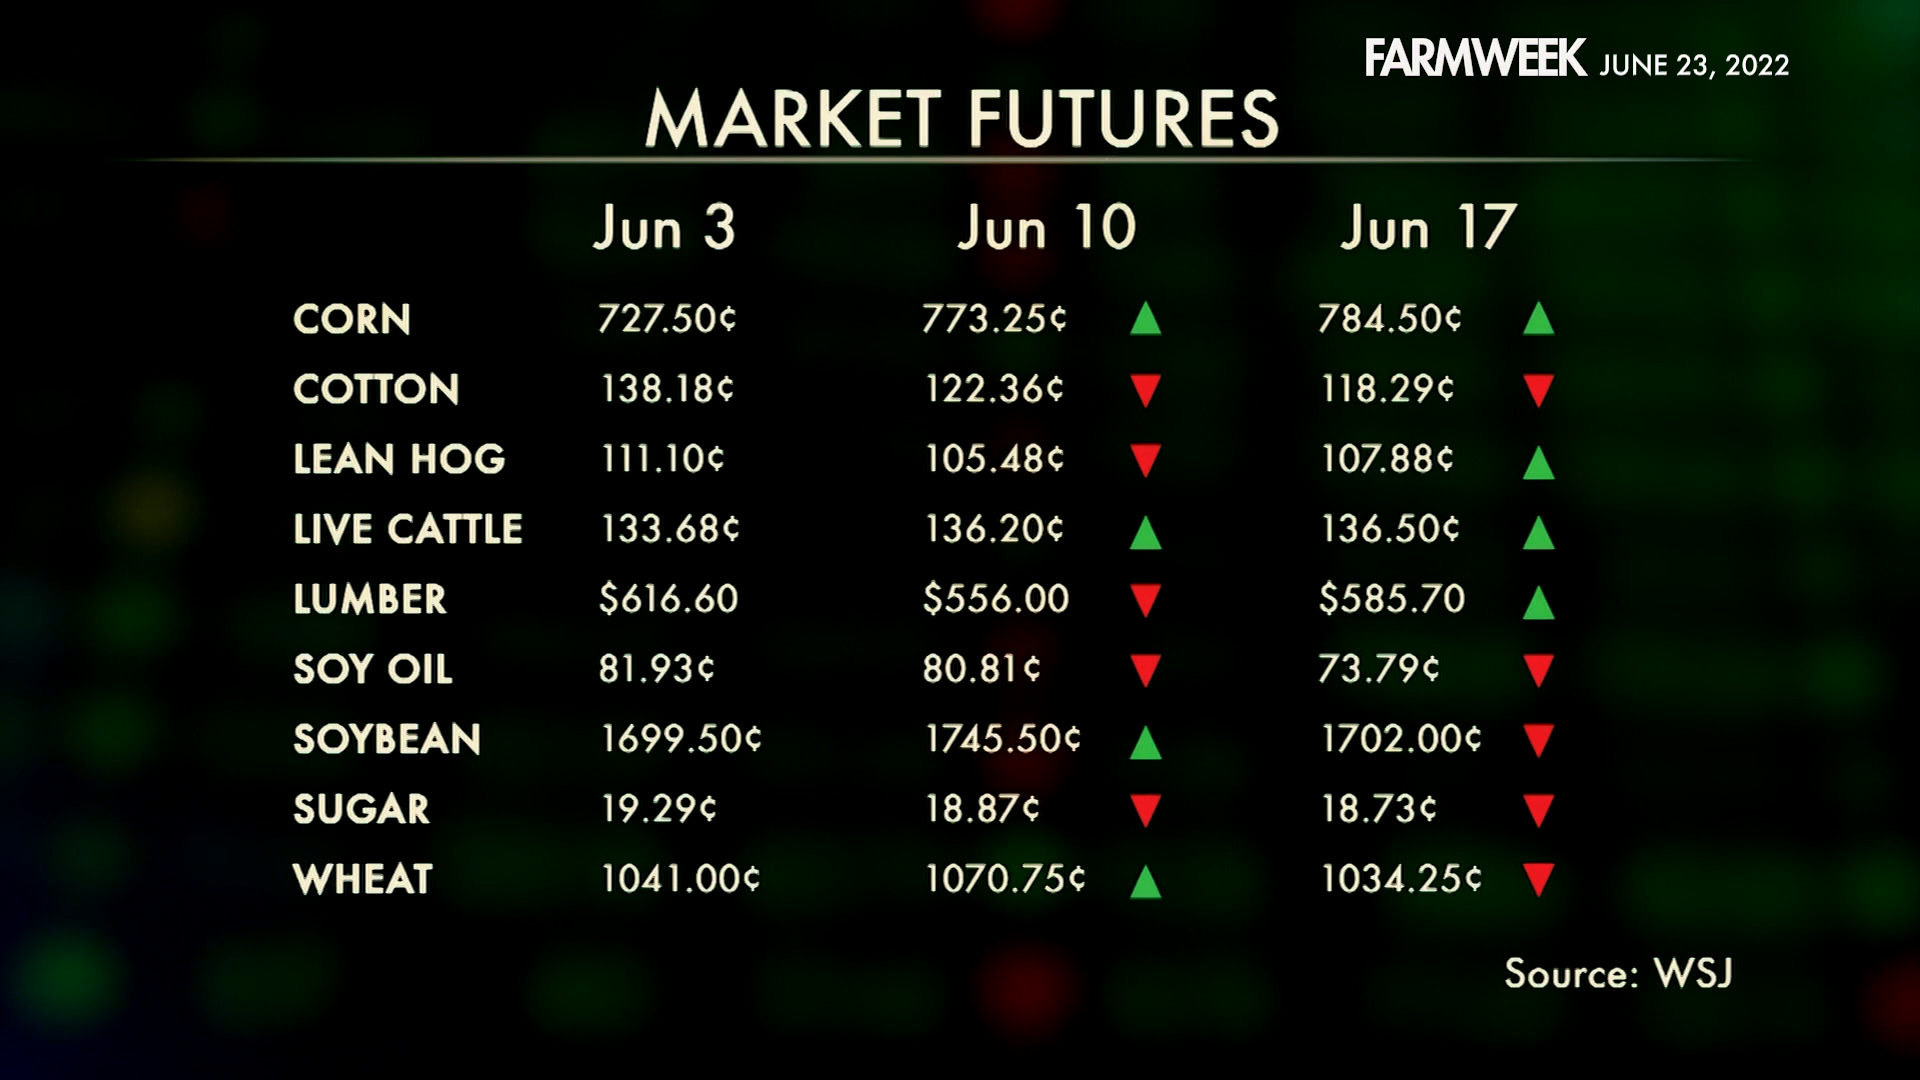 FARMWEEK JUNE 23, 2022
MARKET FUTURES
Jun 3 Jun 10 Jun 17
CORN 727.50¢ 773.25¢ ▲ 784.50¢ ▲
COTTON 138.18¢ 122.36¢ ▼ 118.29¢ ▼
LEAN HOG 111.10¢ 105.48¢ ▼ 107.88¢ ▲
LIVE CATTLE 133.68¢ 136.20¢ ▲ 136.50¢ ▲
LUMBER $616.60 $556.00 ▼ $585.70 ▲
SOY OIL 81.93¢ 80.81¢ ▼ 73.79¢ ▼
SOYBEAN 1699.50¢ 1745.50¢ ▲ 1702.00¢ ▼
SUGAR 19.29¢ 18.87¢ ▼ 18.73¢ ▼
WHEAT 1041.00¢ 1070.75¢ ▲ 1034.25¢ ▼
Source: WSJ